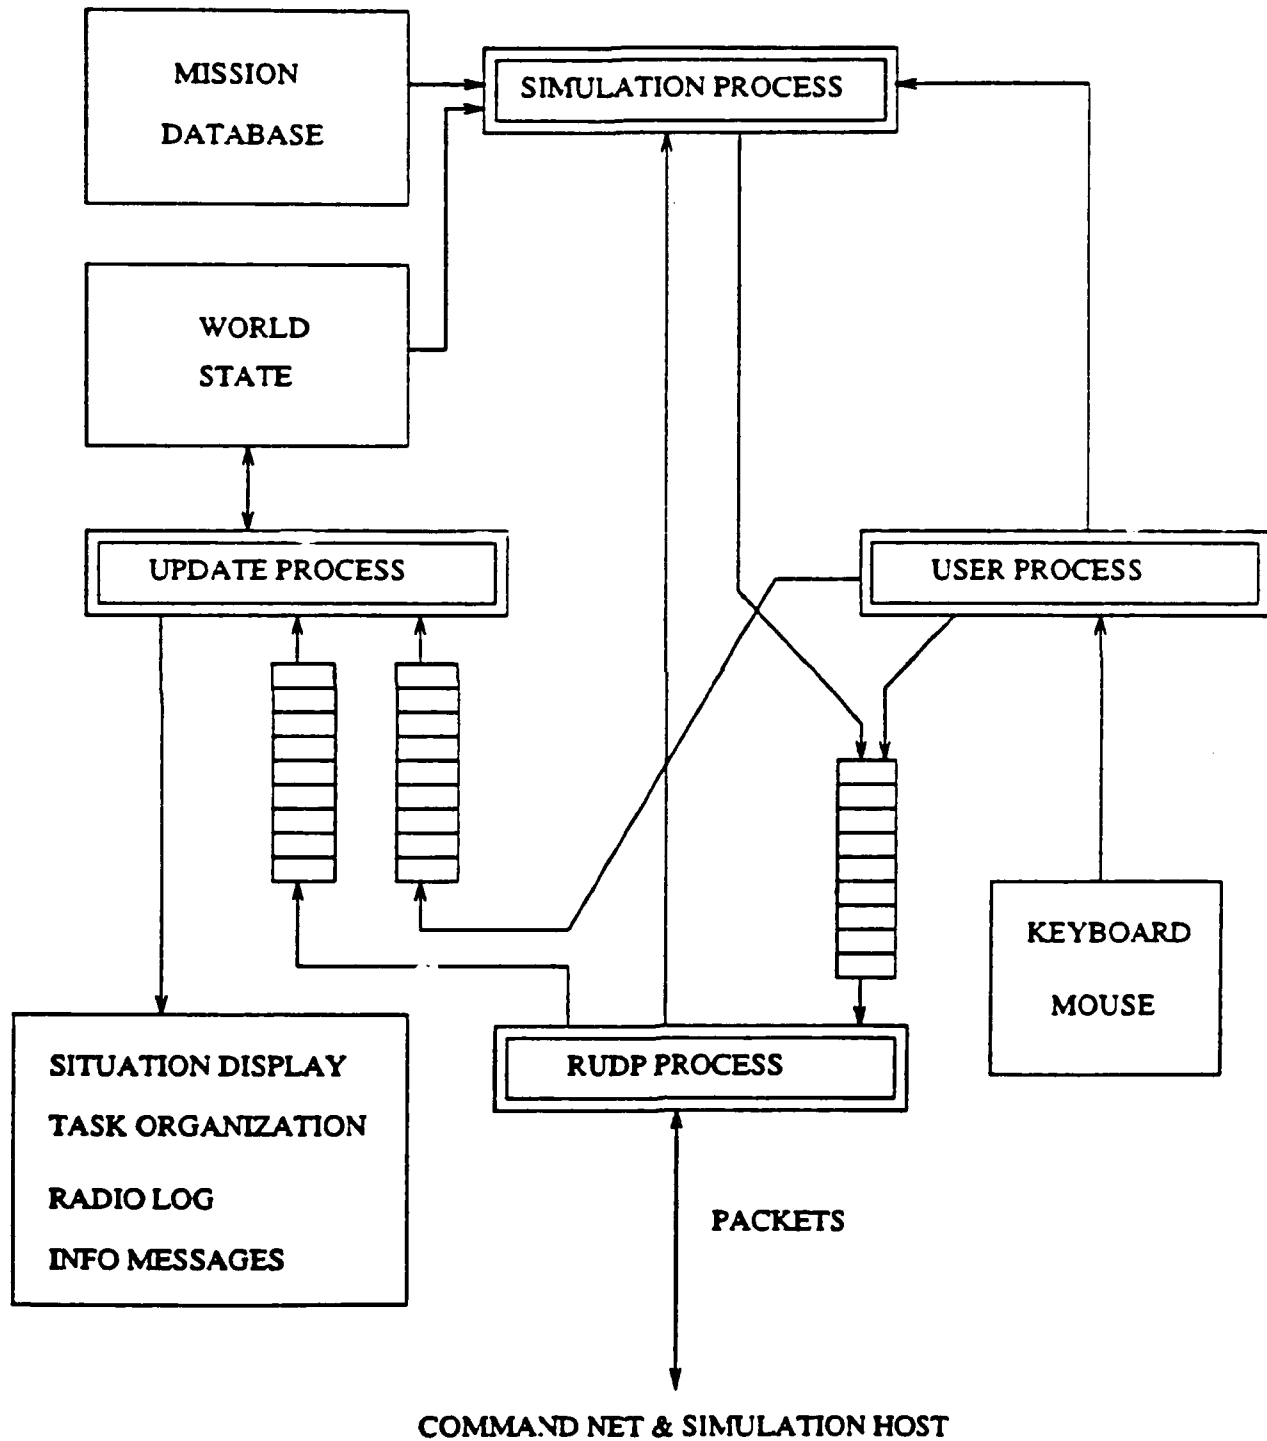 MISSION
DATABASE
SIMULATION PROCESS
WORLD
STATE
UPDATE PROCESS
USER PROCESS
KEYBOARD
MOUSE
RUDP PROCESS
SITUATION DISPLAY
TASK ORGANIZATION
RADIO LOG
INFO MESSAGES
PACKETS
COMMAND NET & SIMULATION HOST